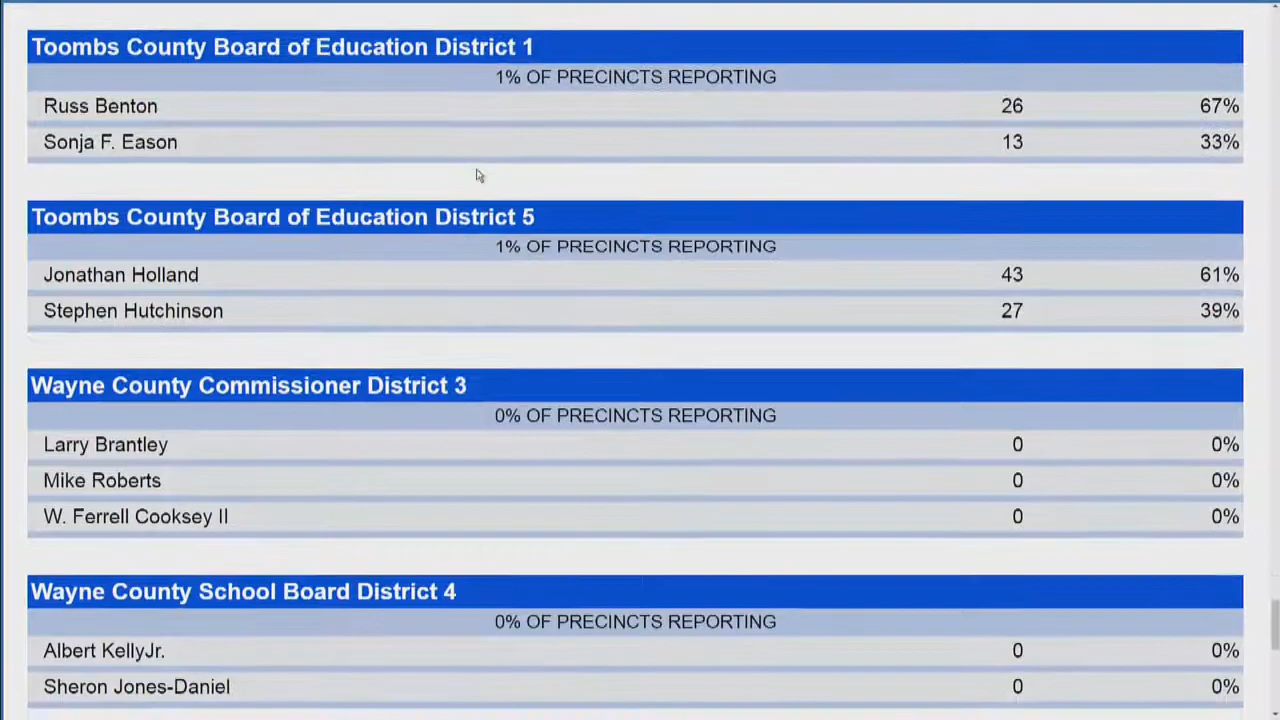 Toombs County Board of Education District 1
1% OF PRECINCTS REPORTING
Russ Benton 26 67%
Sonja F. Eason 13 33%
Toombs County Board of Education District 5
1% OF PRECINCTS REPORTING
Jonathan Holland 43 61%
Stephen Hutchinson 27 39%
Wayne County Commissioner District 3
0% OF PRECINCTS REPORTING
Larry Brantley 0 0%
Mike Roberts 0 0%
W. Ferrell Cooksey II 0 0%
Wayne County School Board District 4
0% OF PRECINCTS REPORTING
Albert KellyJr. 0 0%
Sheron Jones-Daniel 0 0%